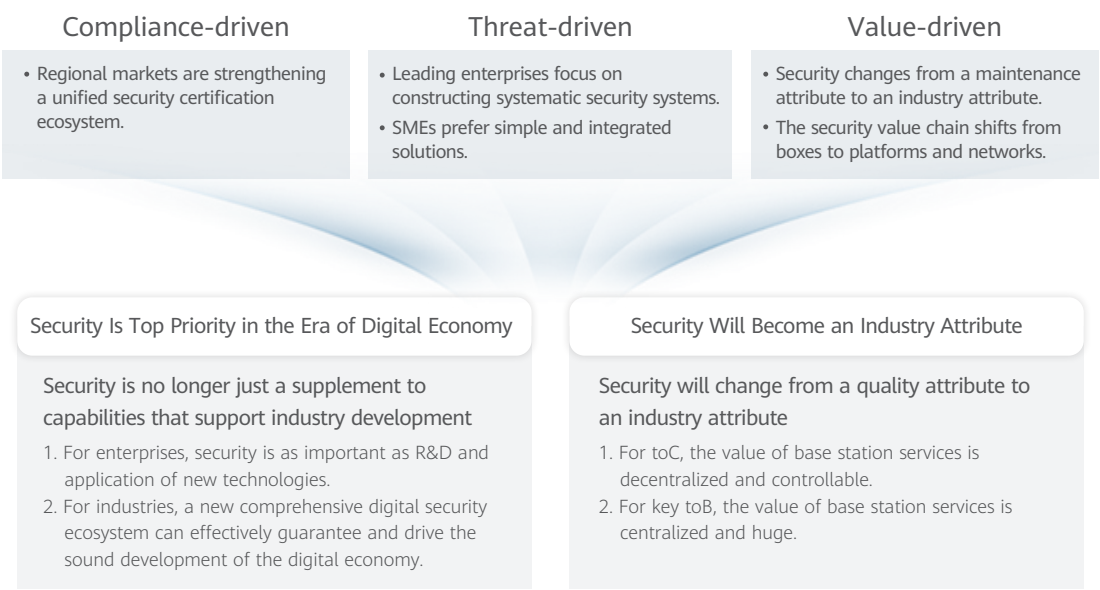 Compliance-driven
• Regional markets are strengthening
a unified security certification
ecosystem.
Threat-driven
• Leading enterprises focus on
constructing systematic security systems.
• SMEs prefer simple and integrated
solutions.
Value-driven
• Security changes from a maintenance
attribute to an industry attribute.
• The security value chain shifts from
boxes to platforms and networks.
Security Is Top Priority in the Era of Digital Economy
Security is no longer just a supplement to
capabilities that support industry development
1. For enterprises, security is as important as R&D and
application of new technologies.
2. For industries, a new comprehensive digital security
ecosystem can effectively guarantee and drive the
sound development of the digital economy.
Security Will Become an Industry Attribute
Security will change from a quality attribute to
an industry attribute
1. For toC, the value of base station services is
decentralized and controllable.
2. For key toB, the value of base station services is
centralized and huge.